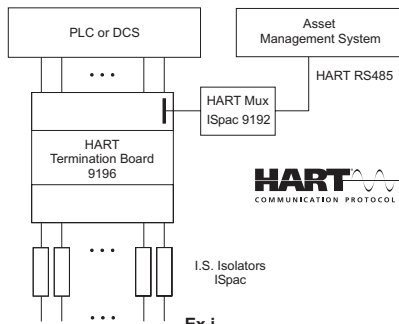 PLC or DCS
Asset
Management System
HART RS485
HART Mux
ISpac 9192
HART
Termination Board
9196
HART
COMMUNICATION PROTOCOL
I.S. Isolators
ISpac
Ex i